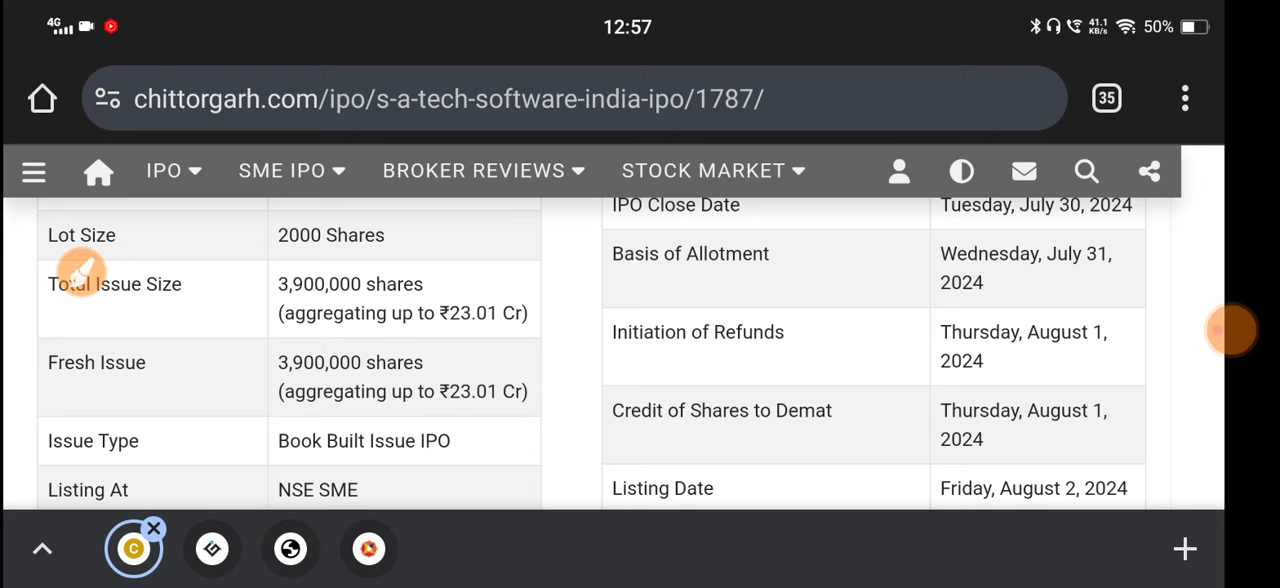 4G 12:57 41.1 KB/s 50%
chittorgarh.com/ipo/s-a-tech-software-india-ipo/1787/ 35
IPO SME IPO BROKER REVIEWS STOCK MARKET
Lot Size 2000 Shares
Total Issue Size 3,900,000 shares
(aggregating up to ₹23.01 Cr)
Fresh Issue 3,900,000 shares
(aggregating up to ₹23.01 Cr)
Issue Type Book Built Issue IPO
Listing At NSE SME
IPO Close Date Tuesday, July 30, 2024
Basis of Allotment Wednesday, July 31,
2024
Initiation of Refunds Thursday, August 1,
2024
Credit of Shares to Demat Thursday, August 1,
2024
Listing Date Friday, August 2, 2024
C